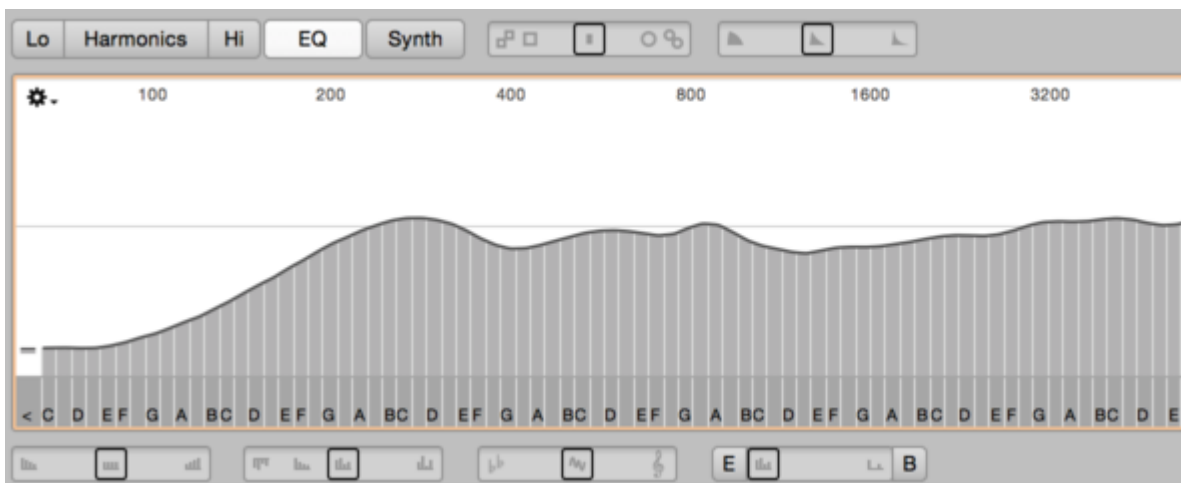 Lo Harmonics Hi EQ Synth
100 200 400 800 1600 3200
< C D E F G A B C D E F G A B C D E F G A B C D E F G A B C D E F G A B C D E F G A B C D E
E B